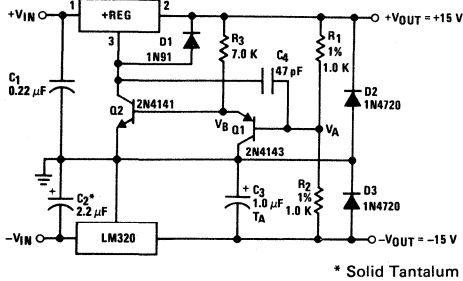 +VIN
1
+REG
2
3
+VOUT = +15 V
D1
1N91
R3
7.0 K
C4
47 pF
R1
1%
1.0 K
C1
0.22 µF
D2
1N4720
Q2
2N4141
VB
Q1
VA
2N4143
+
C2*
2.2 µF
+
C3
1.0 µF
TA
R2
1%
1.0 K
D3
1N4720
-VIN
LM320
-VOUT = -15 V
* Solid Tantalum